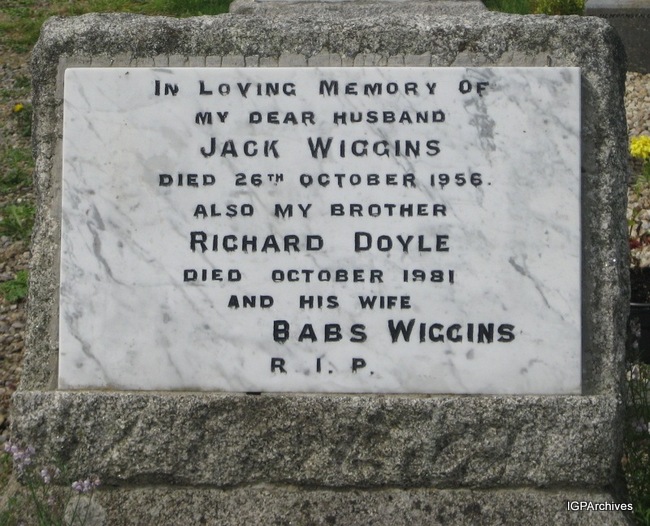 In Loving Memory Of
MY DEAR HUSBAND
JACK WIGGINS
DIED 26TH OCTOBER 1956.
ALSO MY BROTHER
RICHARD DOYLE
DIED OCTOBER 1981
AND HIS WIFE
BABS WIGGINS
R. I. P.
IGPArchives